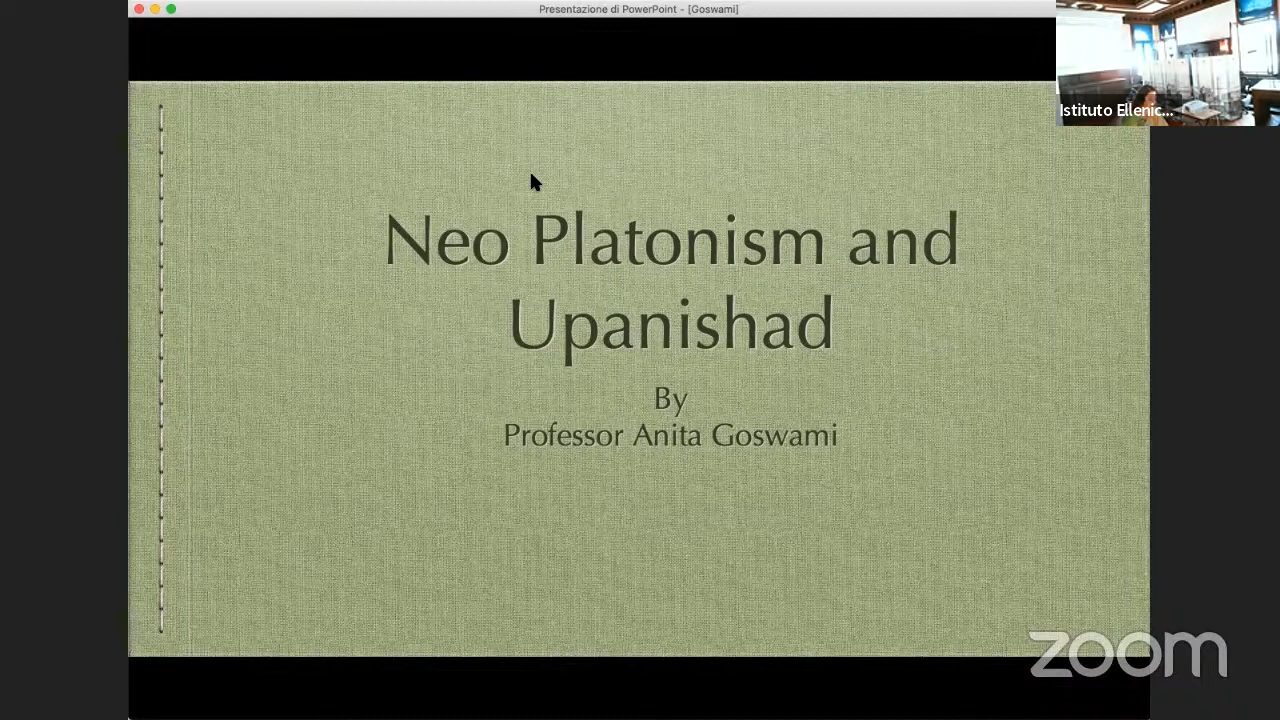 Presentazione di PowerPoint - [Goswami]
Istituto Ellenic...
Neo Platonism and
Upanishad
By
Professor Anita Goswami
zoom